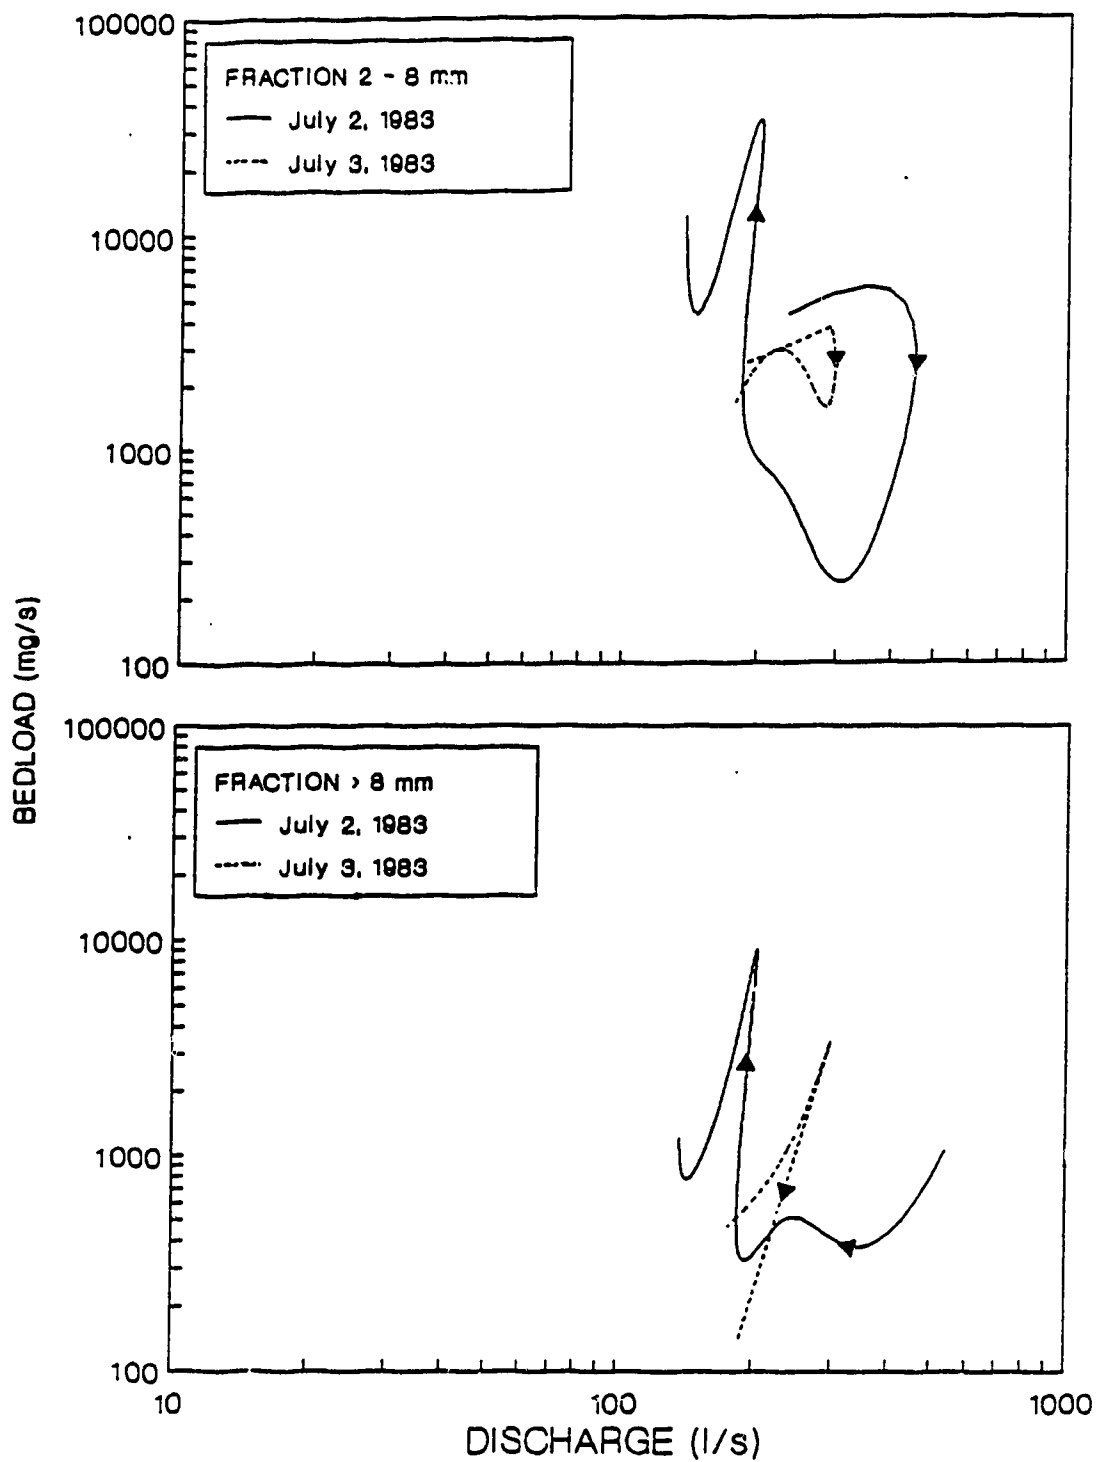 100000
FRACTION 2 - 8 mm
July 2, 1983
July 3, 1983
10000
1000
100
BEDLOAD (mg/s)
100000
FRACTION > 8 mm
July 2, 1983
July 3, 1983
10000
1000
100
10 100 1000
DISCHARGE (l/s)